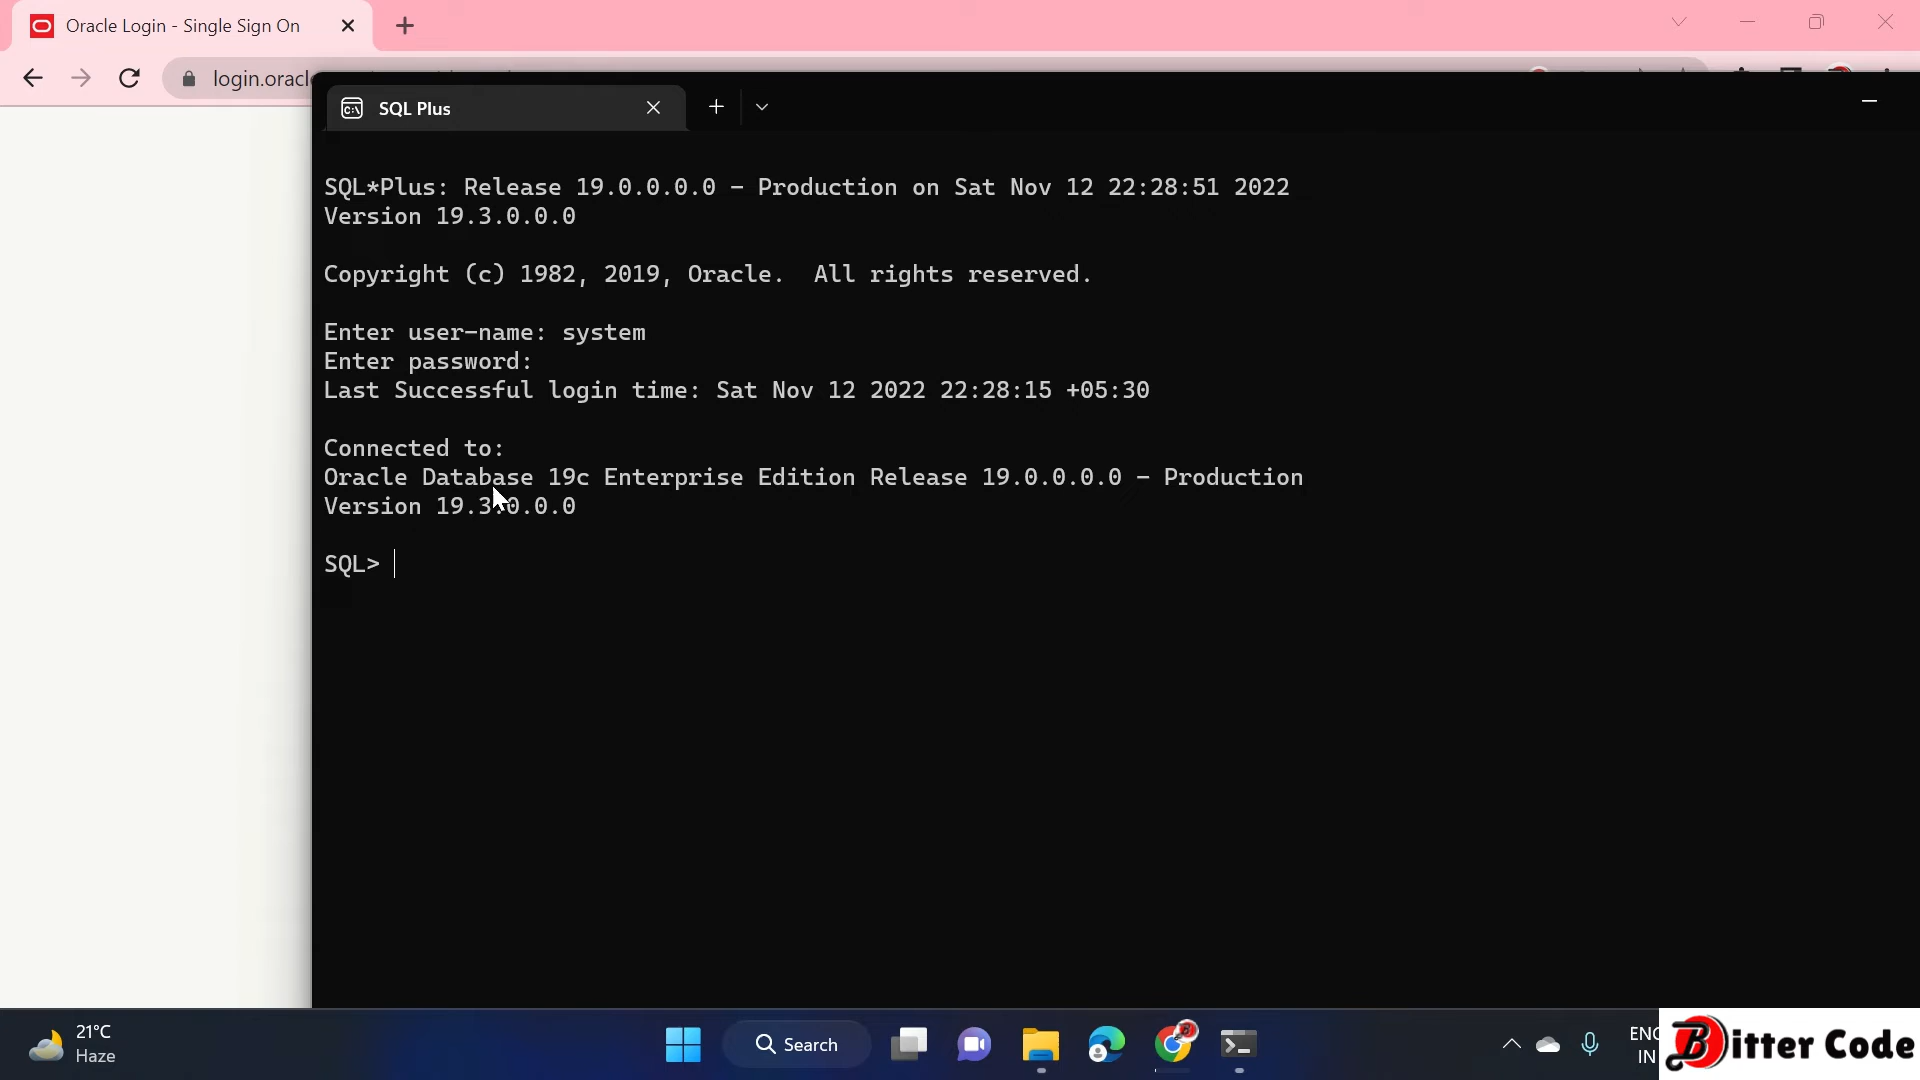 Oracle Login - Single Sign On
login.oracl
SQL Plus
SQL*Plus: Release 19.0.0.0.0 - Production on Sat Nov 12 22:28:51 2022
Version 19.3.0.0.0
Copyright (c) 1982, 2019, Oracle.  All rights reserved.
Enter user-name: system
Enter password:
Last Successful login time: Sat Nov 12 2022 22:28:15 +05:30
Connected to:
Oracle Database 19c Enterprise Edition Release 19.0.0.0.0 - Production
Version 19.3.0.0.0
SQL>
21°C
Haze
Search
ENG
IN
Bitter Code